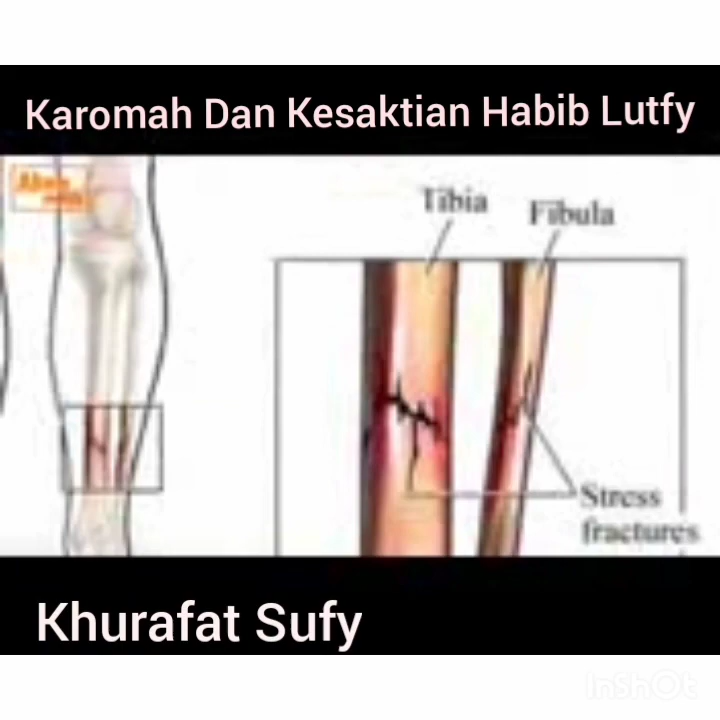 Karomah Dan Kesaktian Habib Lutfy
Tibia
Fibula
Stress
fractures
Khurafat Sufy
InShOt